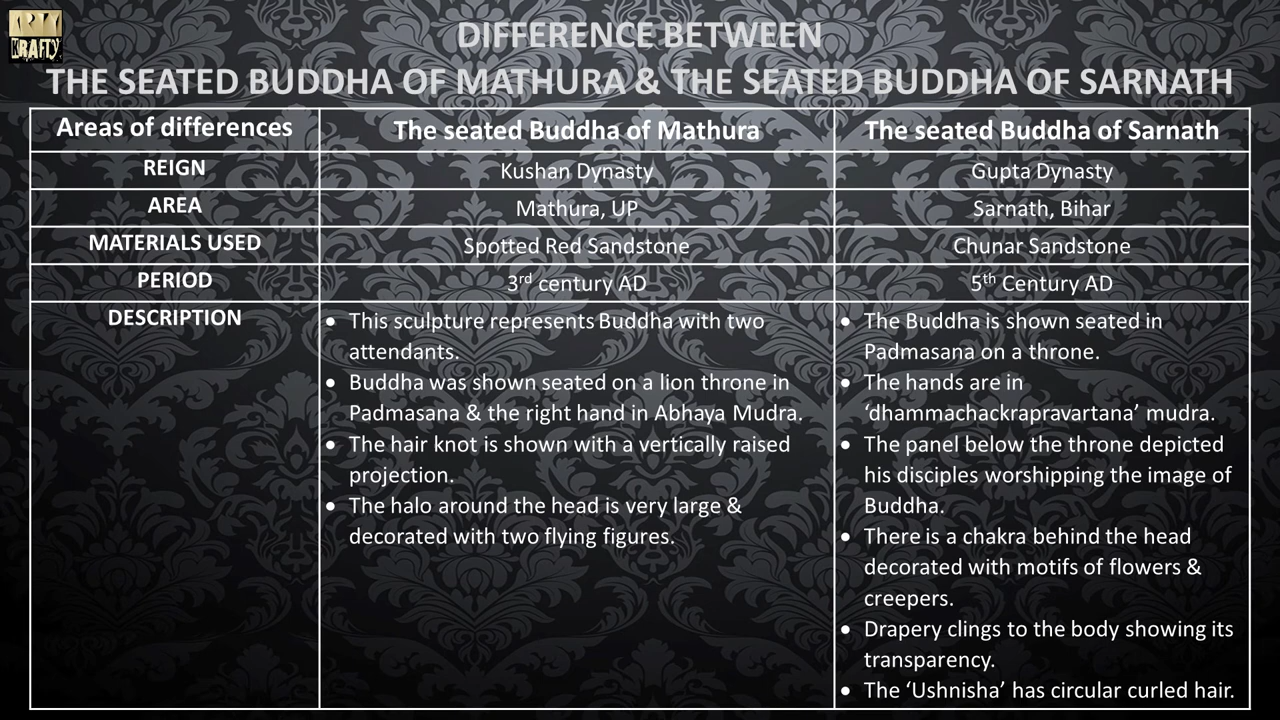 ARTY
KRAFTY
DIFFERENCE BETWEEN
THE SEATED BUDDHA OF MATHURA & THE SEATED BUDDHA OF SARNATH
Areas of differences
The seated Buddha of Mathura
The seated Buddha of Sarnath
REIGN
Kushan Dynasty
Gupta Dynasty
AREA
Mathura, UP
Sarnath, Bihar
MATERIALS USED
Spotted Red Sandstone
Chunar Sandstone
PERIOD
3rd century AD
5th Century AD
DESCRIPTION
• This sculpture represents Buddha with two
attendants.
• Buddha was shown seated on a lion throne in
Padmasana & the right hand in Abhaya Mudra.
• The hair knot is shown with a vertically raised
projection.
• The halo around the head is very large &
decorated with two flying figures.
• The Buddha is shown seated in
Padmasana on a throne.
• The hands are in
‘dhammachackrapravartana’ mudra.
• The panel below the throne depicted
his disciples worshipping the image of
Buddha.
• There is a chakra behind the head
decorated with motifs of flowers &
creepers.
• Drapery clings to the body showing its
transparency.
• The ‘Ushnisha’ has circular curled hair.